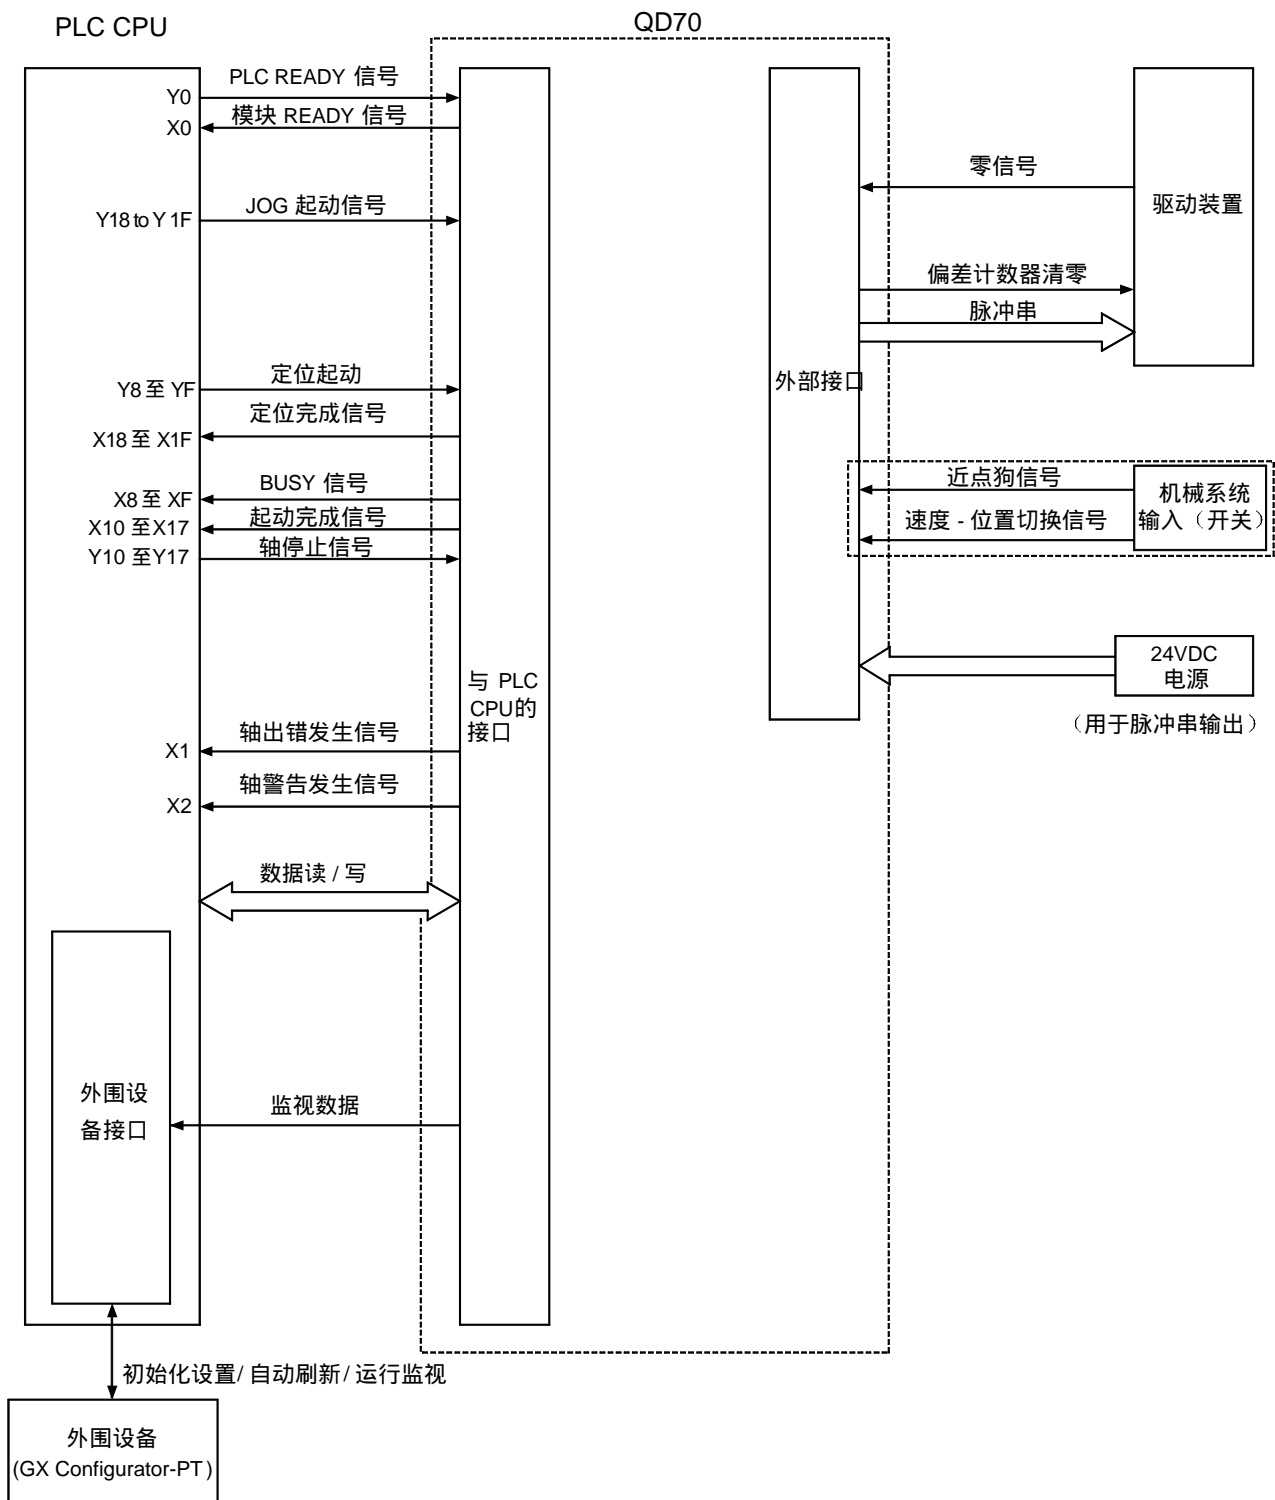 PLC CPU
QD70
PLC READY 信号
Y0
模块 READY 信号
X0
零信号
驱动装置
JOG 起动信号
Y18 to Y 1F
偏差计数器清零
脉冲串
定位起动
Y8 至 YF
外部接口
定位完成信号
X18 至 X1F
近点狗信号
机械系统
输入（开关）
BUSY 信号
X8 至 XF
起动完成信号
速度 - 位置切换信号
X10 至X17
轴停止信号
Y10 至Y17
24VDC
电源
（用于脉冲串输出）
与 PLC
CPU的
接口
轴出错发生信号
X1
轴警告发生信号
X2
数据读 / 写
外围设
备接口
监视数据
初始化设置/ 自动刷新/ 运行监视
外围设备
(GX Configurator-PT)